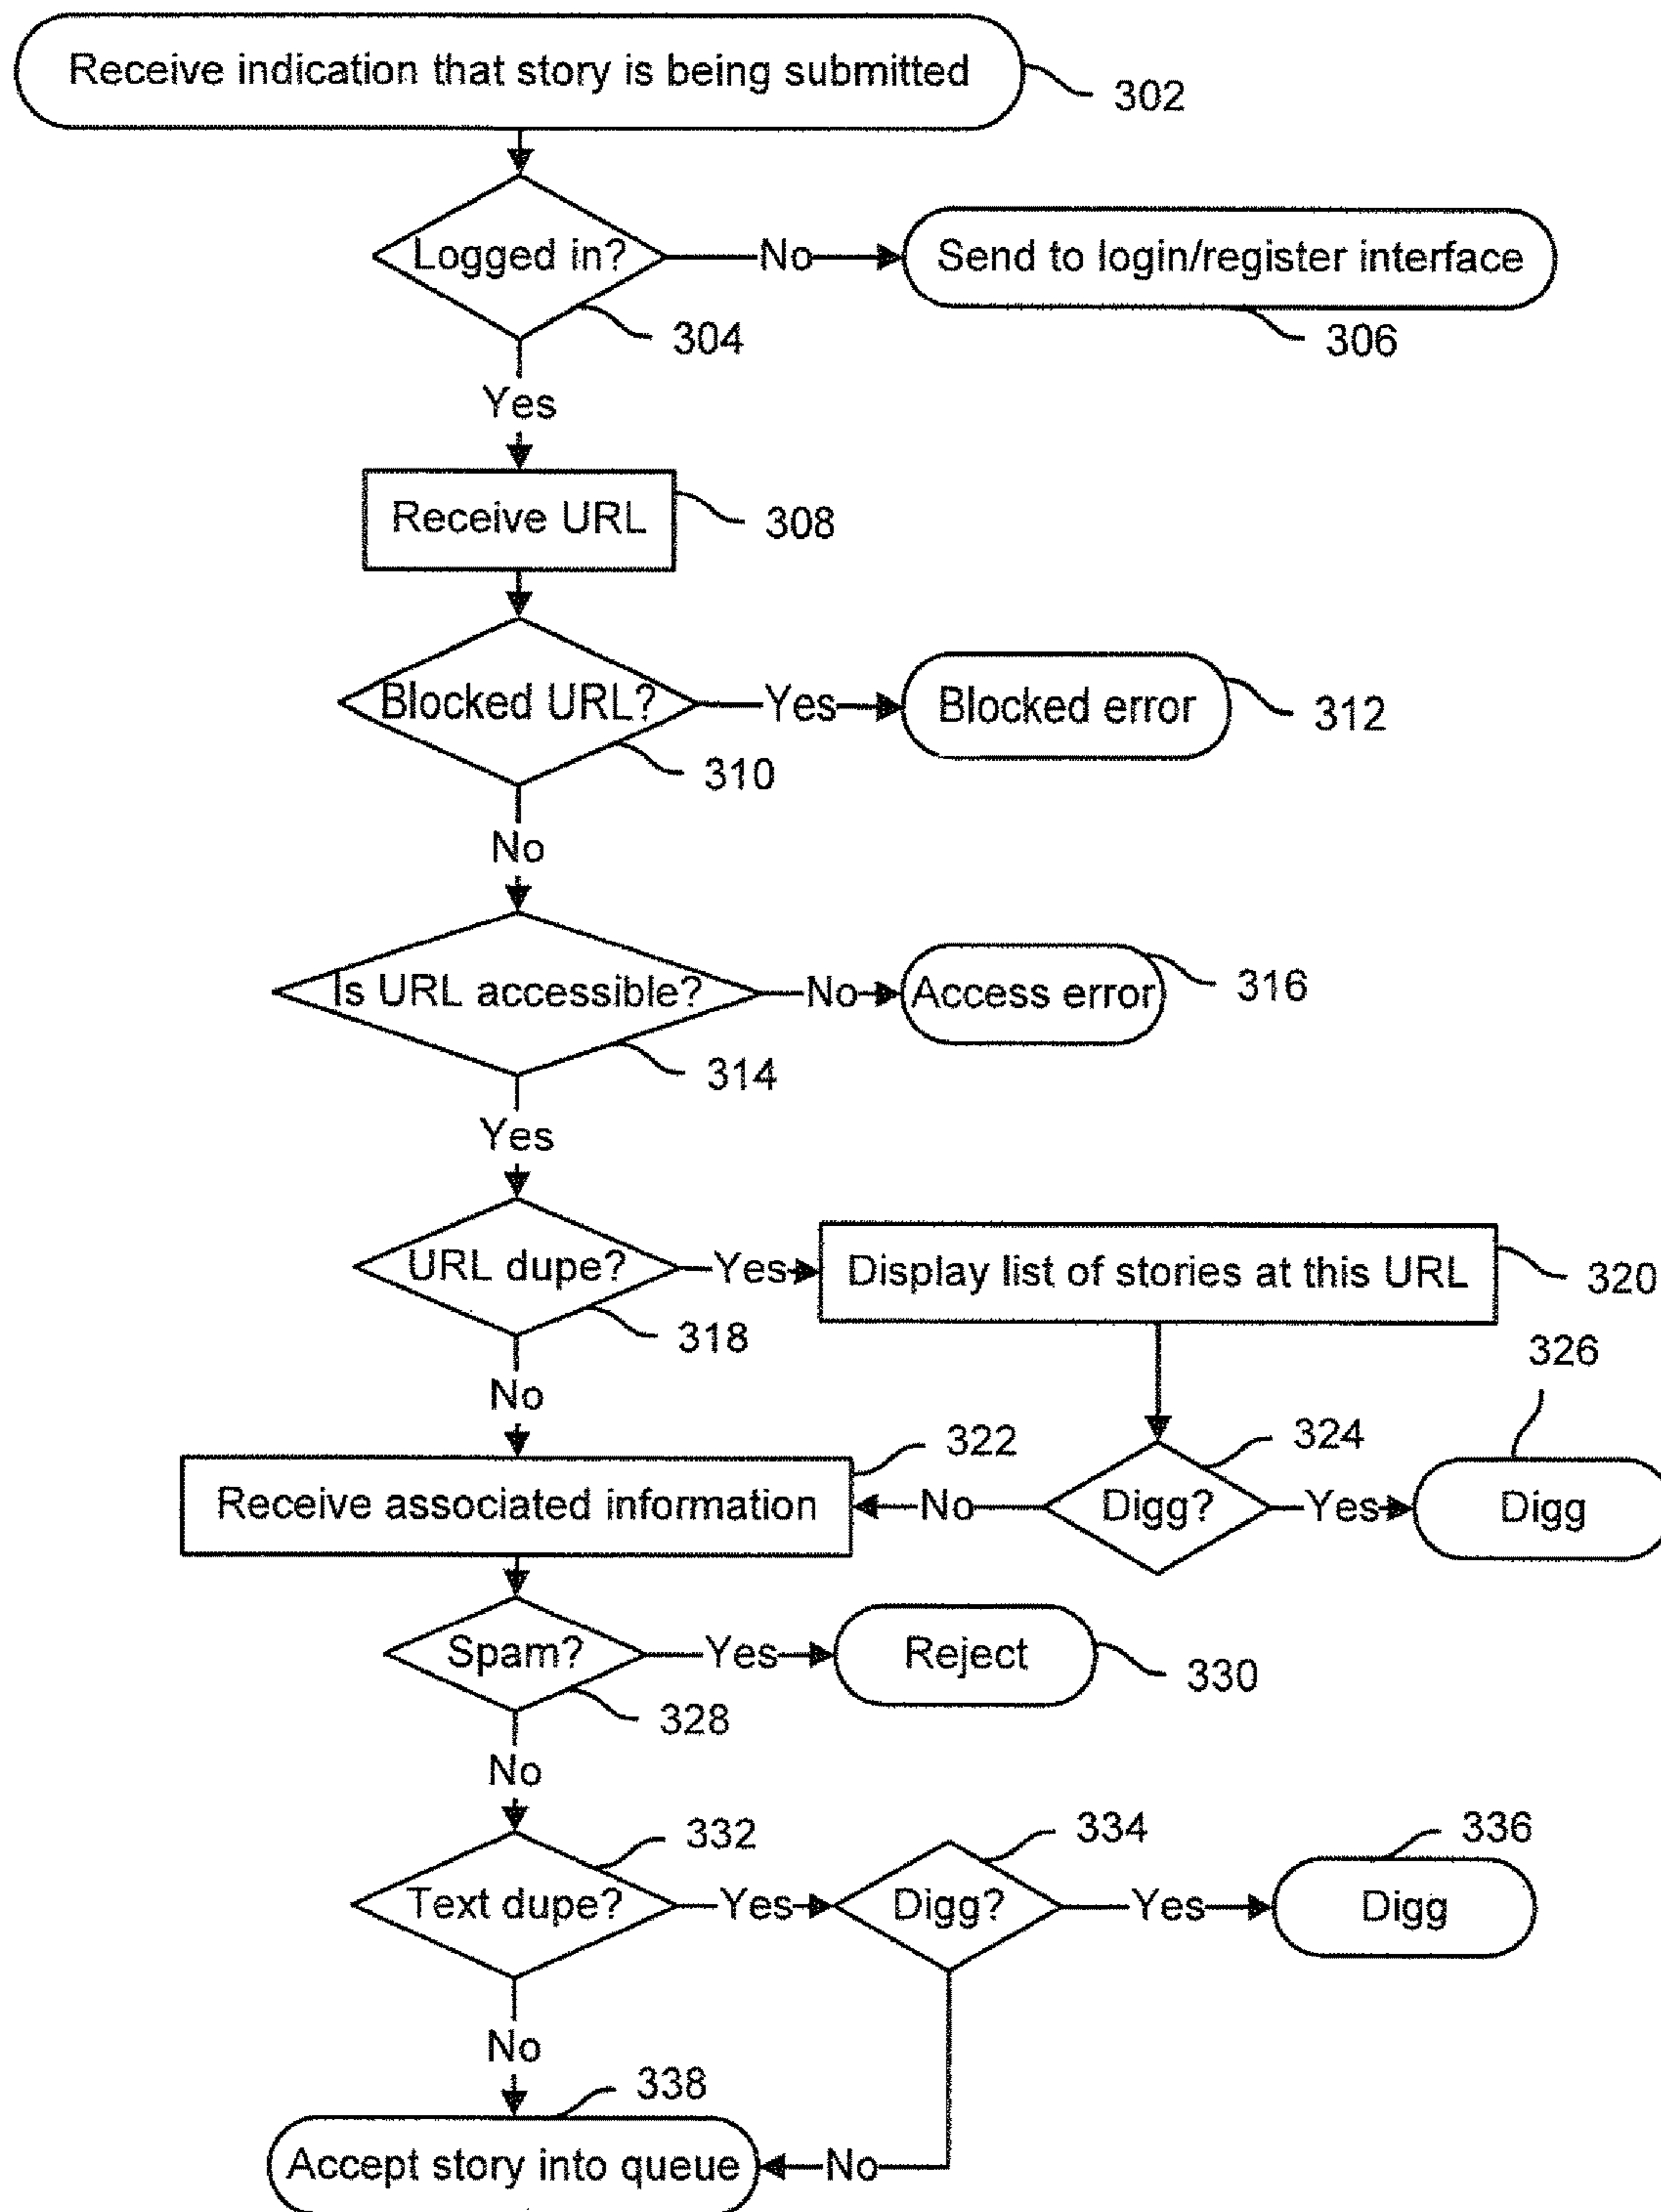 Receive indication that story is being submitted
302
Logged in?
No
Send to login/register interface
304
306
Yes
Receive URL
308
Blocked URL?
Yes
Blocked error
312
310
No
Is URL accessible?
No
Access error
316
314
Yes
URL dupe?
Yes
Display list of stories at this URL
320
318
326
No
322
324
Receive associated information
No
Digg?
Yes
Digg
Spam?
Yes
Reject
330
328
No
332
334
336
Text dupe?
Yes
Digg?
Yes
Digg
No
338
Accept story into queue
No